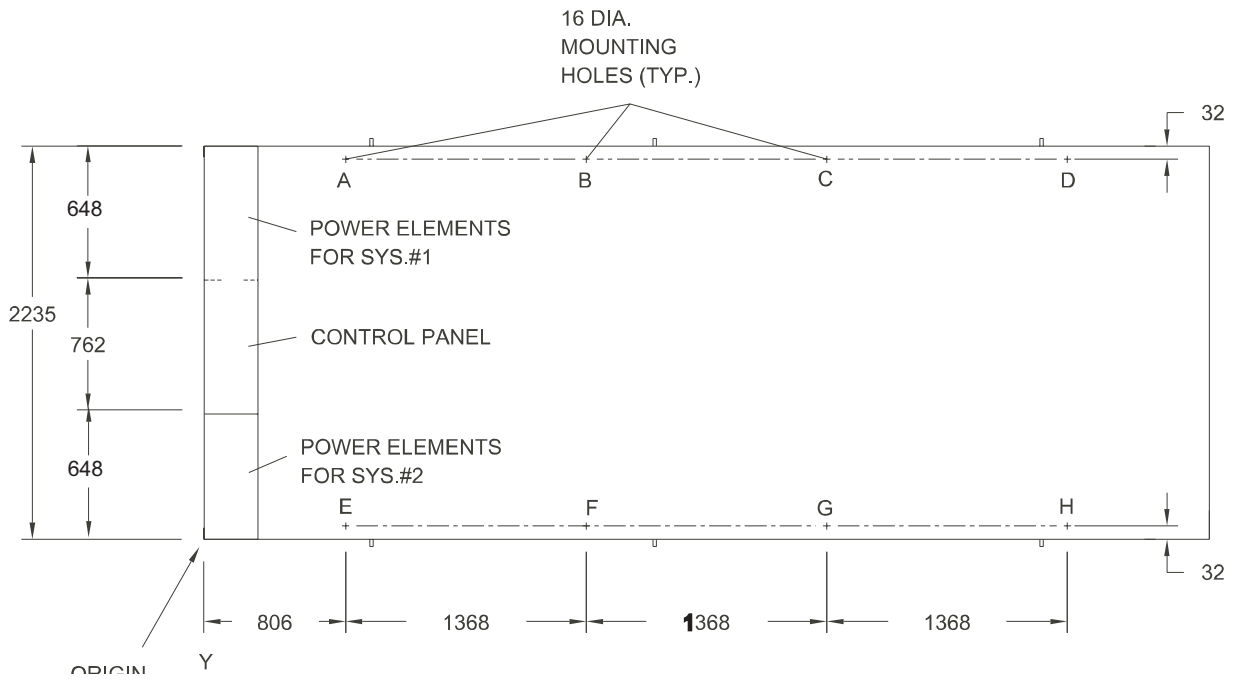 16 DIA.
MOUNTING
HOLES (TYP.)
32
A
B
C
D
648
POWER ELEMENTS
FOR SYS.#1
2235
762
CONTROL PANEL
648
POWER ELEMENTS
FOR SYS.#2
E
F
G
H
32
806
1368
1368
1368
Y
ORIGIN